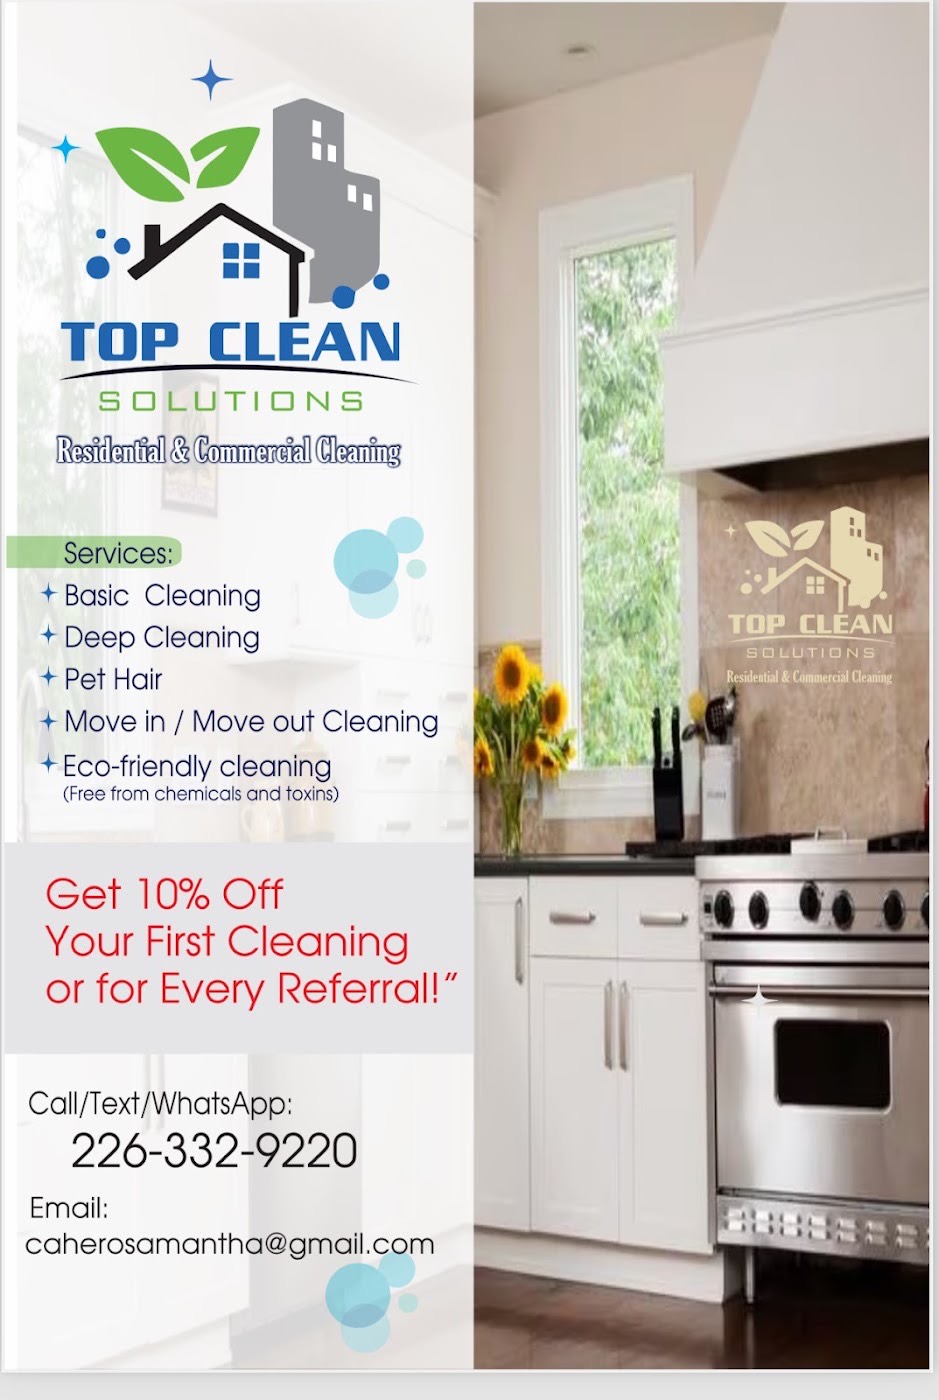 TOP CLEAN
SOLUTIONS
Residential & Commercial Cleaning
Services:
Basic Cleaning
Deep Cleaning
Pet Hair
Move in / Move out Cleaning
Eco-friendly cleaning
(Free from chemicals and toxins)
Get 10% Off
Your First Cleaning
or for Every Referral!”
Call/Text/WhatsApp:
226-332-9220
Email:
caherosamantha@gmail.com
TOP CLEAN
SOLUTIONS
Residential & Commercial Cleaning